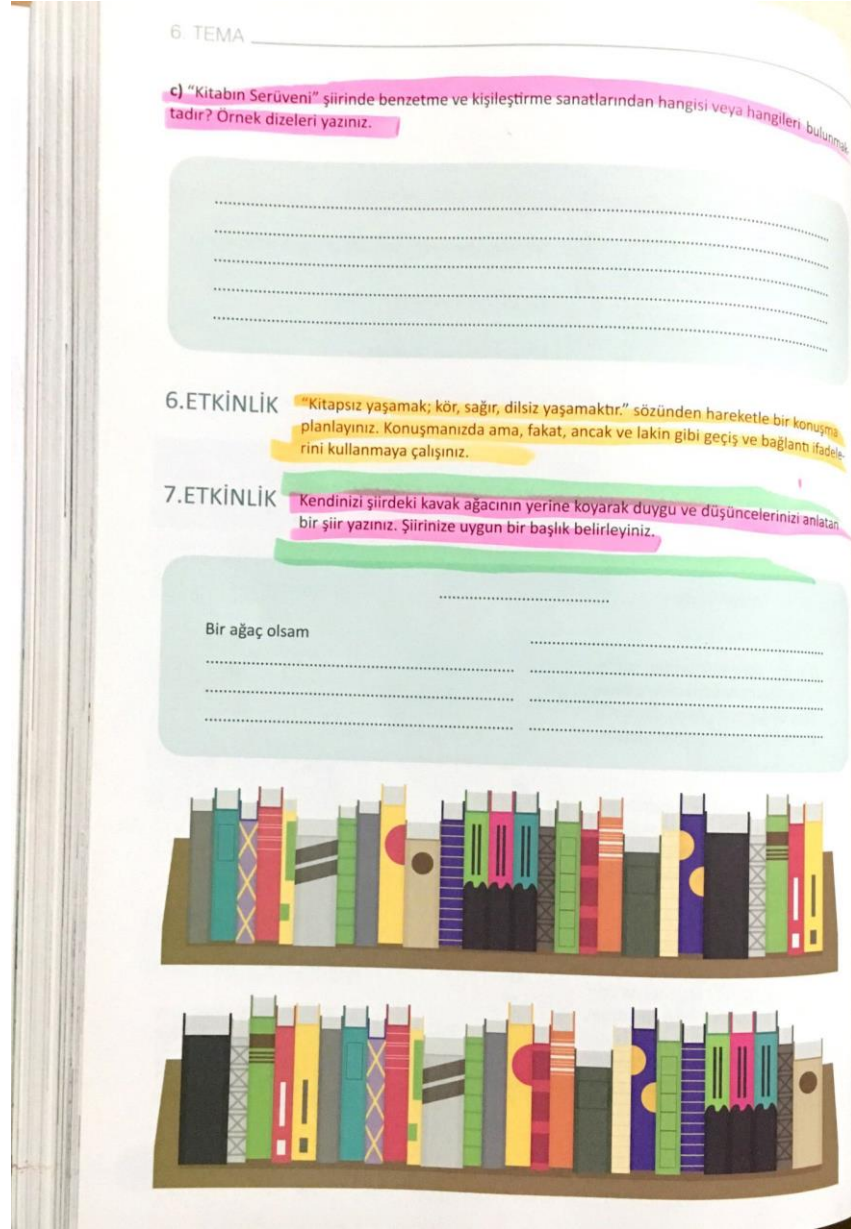 6. TEMA
c) "Kitabın Serüveni" şiirinde benzetme ve kişileştirme sanatlarından hangisi veya hangileri bulunmak-
tadır? Örnek dizeleri yazınız.
6.ETKİNLİK "Kitapsız yaşamak; kör, sağır, dilsiz yaşamaktır." sözünden hareketle bir konuşma
planlayınız. Konuşmanızda ama, fakat, ancak ve lakin gibi geçiş ve bağlantı ifadele-
rini kullanmaya çalışınız.
7.ETKİNLİK Kendinizi şiirdeki kavak ağacının yerine koyarak duygu ve düşüncelerinizi anlatan
bir şiir yazınız. Şiirinize uygun bir başlık belirleyiniz.
Bir ağaç olsam